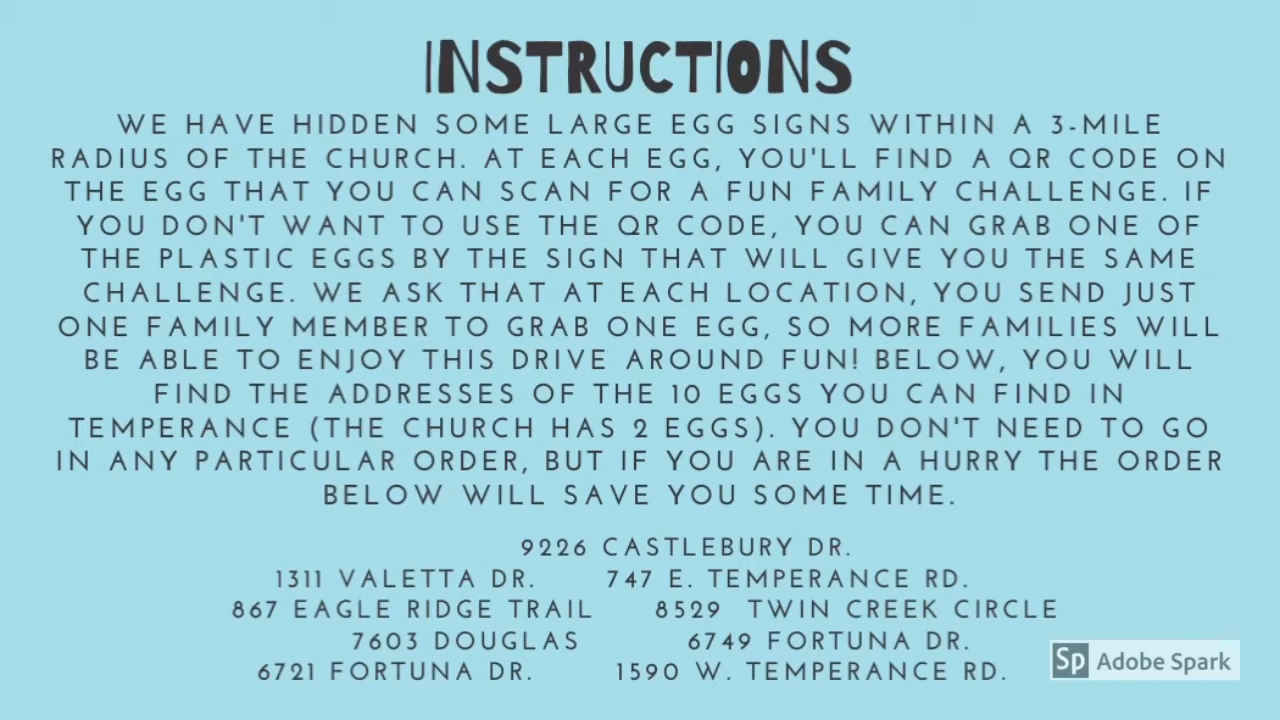 INSTRUCTIONS
WE HAVE HIDDEN SOME LARGE EGG SIGNS WITHIN A 3-MILE
RADIUS OF THE CHURCH. AT EACH EGG, YOU'LL FIND A QR CODE ON
THE EGG THAT YOU CAN SCAN FOR A FUN FAMILY CHALLENGE. IF
YOU DON'T WANT TO USE THE QR CODE, YOU CAN GRAB ONE OF
THE PLASTIC EGGS BY THE SIGN THAT WILL GIVE YOU THE SAME
CHALLENGE. WE ASK THAT AT EACH LOCATION, YOU SEND JUST
ONE FAMILY MEMBER TO GRAB ONE EGG, SO MORE FAMILIES WILL
BE ABLE TO ENJOY THIS DRIVE AROUND FUN! BELOW, YOU WILL
FIND THE ADDRESSES OF THE 10 EGGS YOU CAN FIND IN
TEMPERANCE (THE CHURCH HAS 2 EGGS). YOU DON'T NEED TO GO
IN ANY PARTICULAR ORDER, BUT IF YOU ARE IN A HURRY THE ORDER
BELOW WILL SAVE YOU SOME TIME.
9226 CASTLEBURY DR.
1311 VALETTA DR. 747 E. TEMPERANCE RD.
867 EAGLE RIDGE TRAIL 8529 TWIN CREEK CIRCLE
7603 DOUGLAS 6749 FORTUNA DR.
6721 FORTUNA DR. 1590 W. TEMPERANCE RD.
Sp Adobe Spark